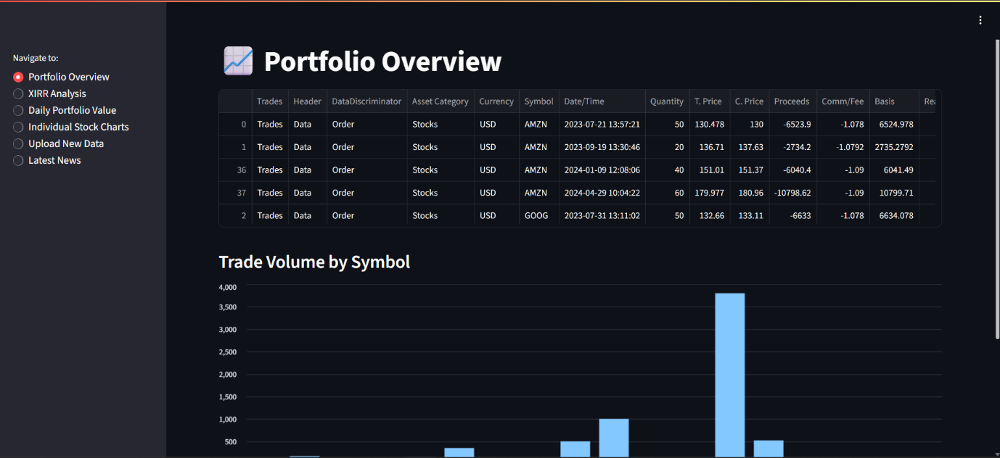 Navigate to:
Portfolio Overview
XIRR Analysis
Daily Portfolio Value
Individual Stock Charts
Upload New Data
Latest News
Portfolio Overview
Trades Header DataDiscriminator Asset Category Currency Symbol Date/Time Quantity T. Price C. Price Proceeds Comm/Fee Basis
0 Trades Data Order Stocks USD AMZN 2023-07-21 13:57:21 50 130.478 130 -6523.9 -1.078 6524.978
1 Trades Data Order Stocks USD AMZN 2023-09-19 13:30:46 20 136.71 137.63 -2734.2 -1.0792 2735.2792
36 Trades Data Order Stocks USD AMZN 2024-01-09 12:08:06 40 151.01 151.37 -6040.4 -1.09 6041.49
37 Trades Data Order Stocks USD AMZN 2024-04-29 10:04:22 60 179.977 180.96 -10798.62 -1.09 10799.71
2 Trades Data Order Stocks USD GOOG 2023-07-31 13:11:02 50 132.66 133.11 -6633 -1.078 6634.078
Trade Volume by Symbol
4,000
3,500
3,000
2,500
2,000
1,500
1,000
500